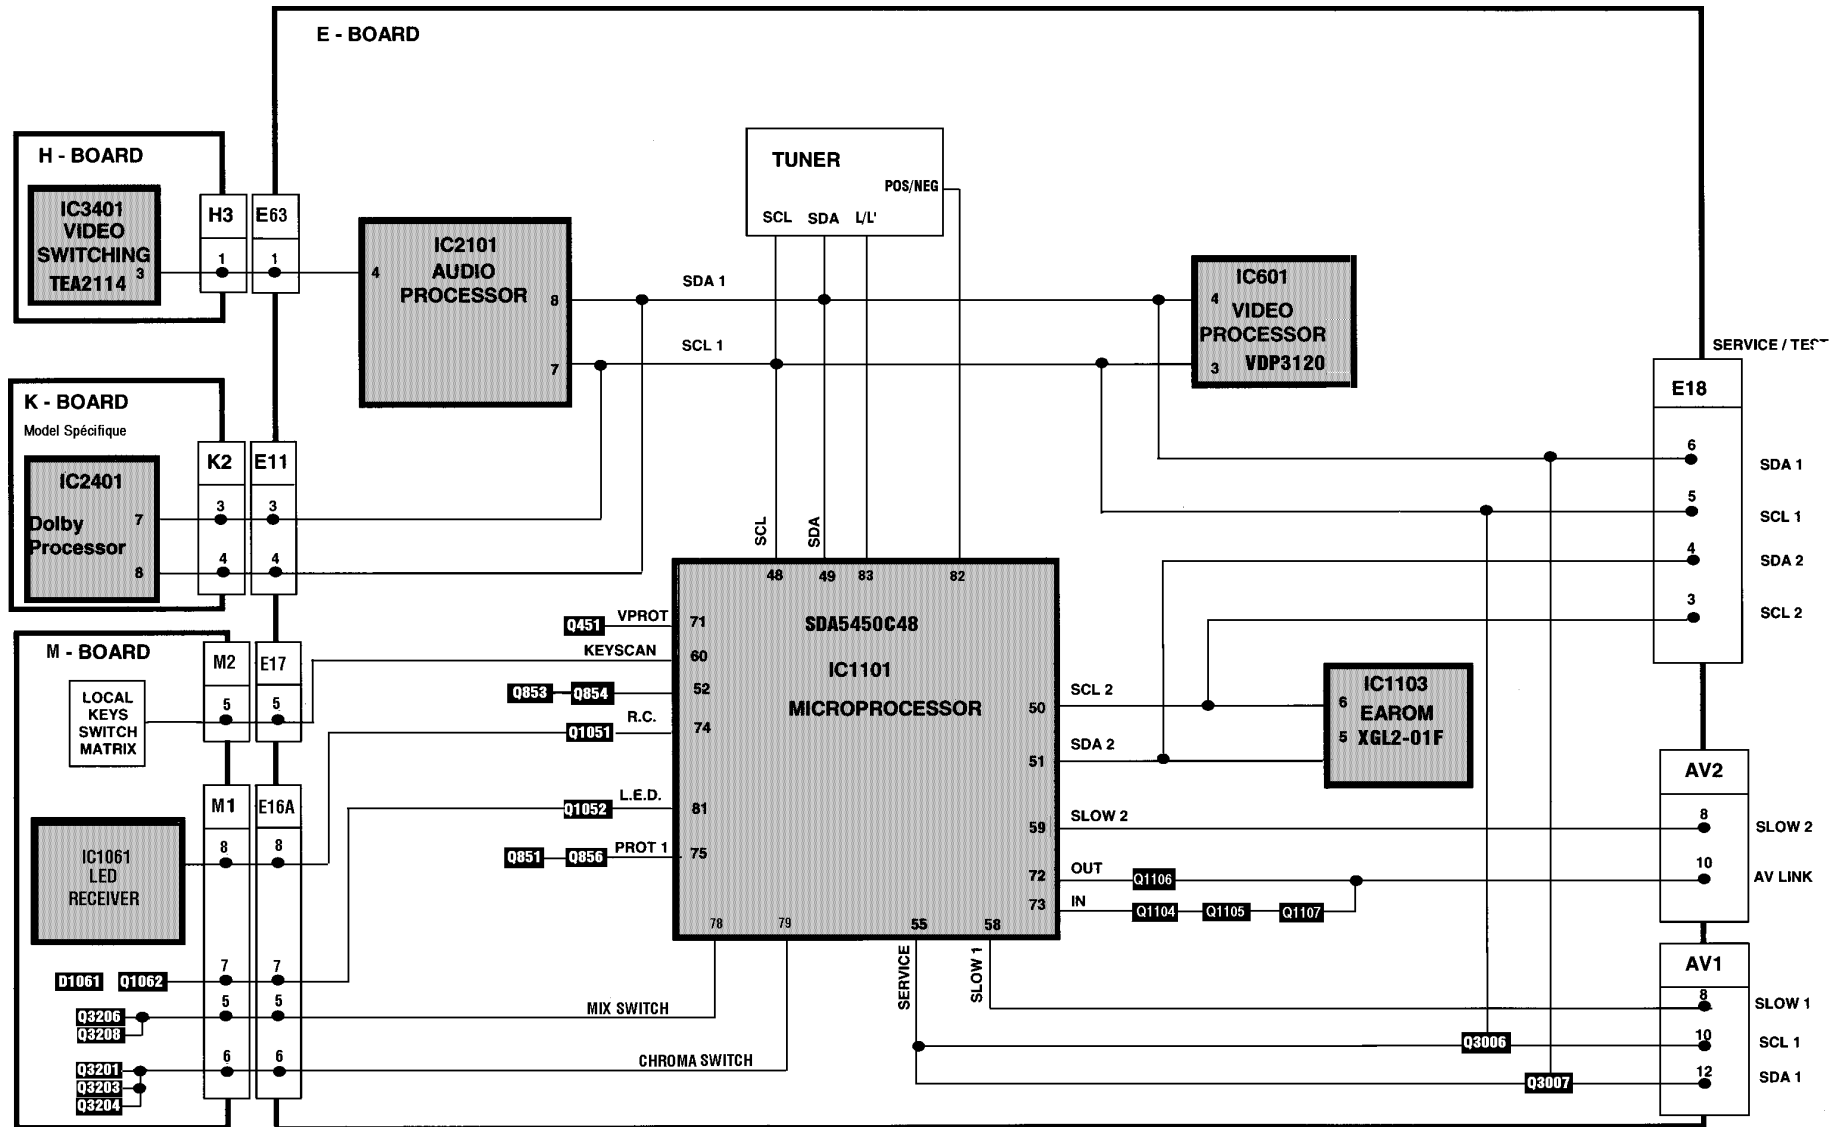 E - BOARD
H - BOARD
IC3401
VIDEO
SWITCHING
TEA2114
3
H3
1
E63
1
IC2101
AUDIO
PROCESSOR
4
8
7
TUNER
POS/NEG
SCL
SDA
L/L'
SDA 1
SCL 1
IC601
VIDEO
PROCESSOR
VDP3120
4
3
SERVICE /
E18
6
SDA 1
5
SCL 1
4
SDA 2
3
SCL 2
K - BOARD
Model Spécifique
IC2401
Dolby
Processor
7
8
K2
3
4
E11
3
4
SCL
SDA
48
49
83
82
SDA5450C48
IC1101
MICROPROCESSOR
Q451
VPROT
71
KEYSCAN
60
Q853
Q854
52
R.C.
Q1051
74
L.E.D.
Q1052
81
PROT 1
Q851
Q856
75
78
79
55
58
50
SCL 2
51
SDA 2
59
SLOW 2
72
OUT
Q1106
73
IN
Q1104
Q1105
Q1107
IC1103
EAROM
XGL2-01F
6
5
M - BOARD
LOCAL
KEYS
SWITCH
MATRIX
M2
5
E17
5
M1
8
7
5
6
E16A
8
7
5
6
IC1061
LED
RECEIVER
D1061
Q1062
Q3206
Q3208
Q3201
Q3203
Q3204
MIX SWITCH
CHROMA SWITCH
SERVICE
SLOW 1
AV2
8
SLOW 2
10
AV LINK
AV1
8
SLOW 1
10
SCL 1
12
SDA 1
Q3006
Q3007